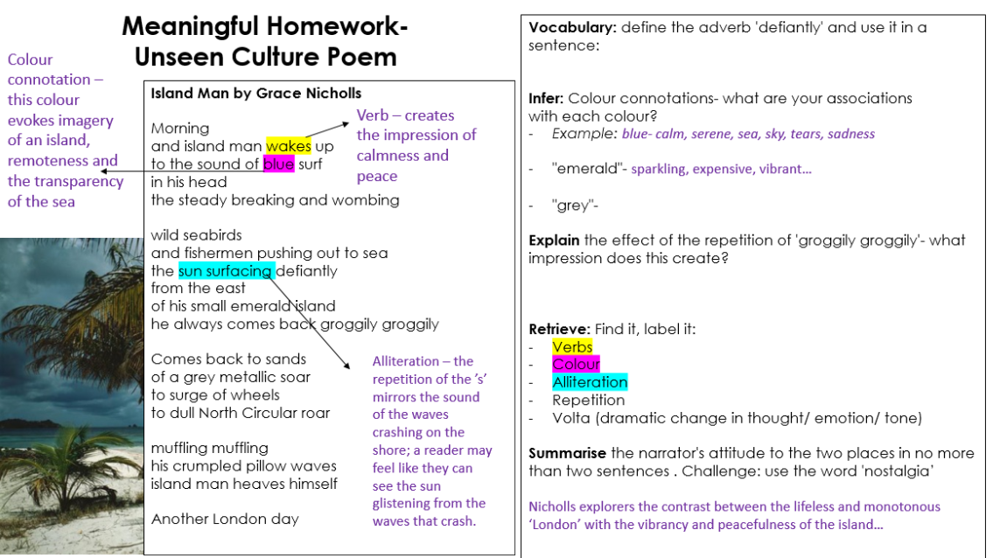 Meaningful Homework-
Unseen Culture Poem
Colour
connotation –
this colour
evokes imagery
of an island,
remoteness and
the transparency
of the sea
Island Man by Grace Nicholls
Morning
and island man wakes up
to the sound of blue surf
in his head
the steady breaking and wombing
wild seabirds
and fishermen pushing out to sea
the sun surfacing defiantly
from the east
of his small emerald island
he always comes back groggily groggily
Comes back to sands
of a grey metallic soar
to surge of wheels
to dull North Circular roar
muffling muffling
his crumpled pillow waves
island man heaves himself
Another London day
Verb – creates
the impression of
calmness and
peace
Alliteration – the
repetition of the ’s’
mirrors the sound
of the waves
crashing on the
shore; a reader may
feel like they can
see the sun
glistening from the
waves that crash.
Vocabulary: define the adverb 'defiantly' and use it in a
sentence:
Infer: Colour connotations- what are your associations
with each colour?
- Example: blue- calm, serene, sea, sky, tears, sadness
- "emerald"- sparkling, expensive, vibrant…
- "grey"-
Explain the effect of the repetition of 'groggily groggily'- what
impression does this create?
Retrieve: Find it, label it:
- Verbs
- Colour
- Alliteration
- Repetition
- Volta (dramatic change in thought/ emotion/ tone)
Summarise the narrator's attitude to the two places in no more
than two sentences . Challenge: use the word 'nostalgia’
Nicholls explorers the contrast between the lifeless and monotonous
‘London’ with the vibrancy and peacefulness of the island…